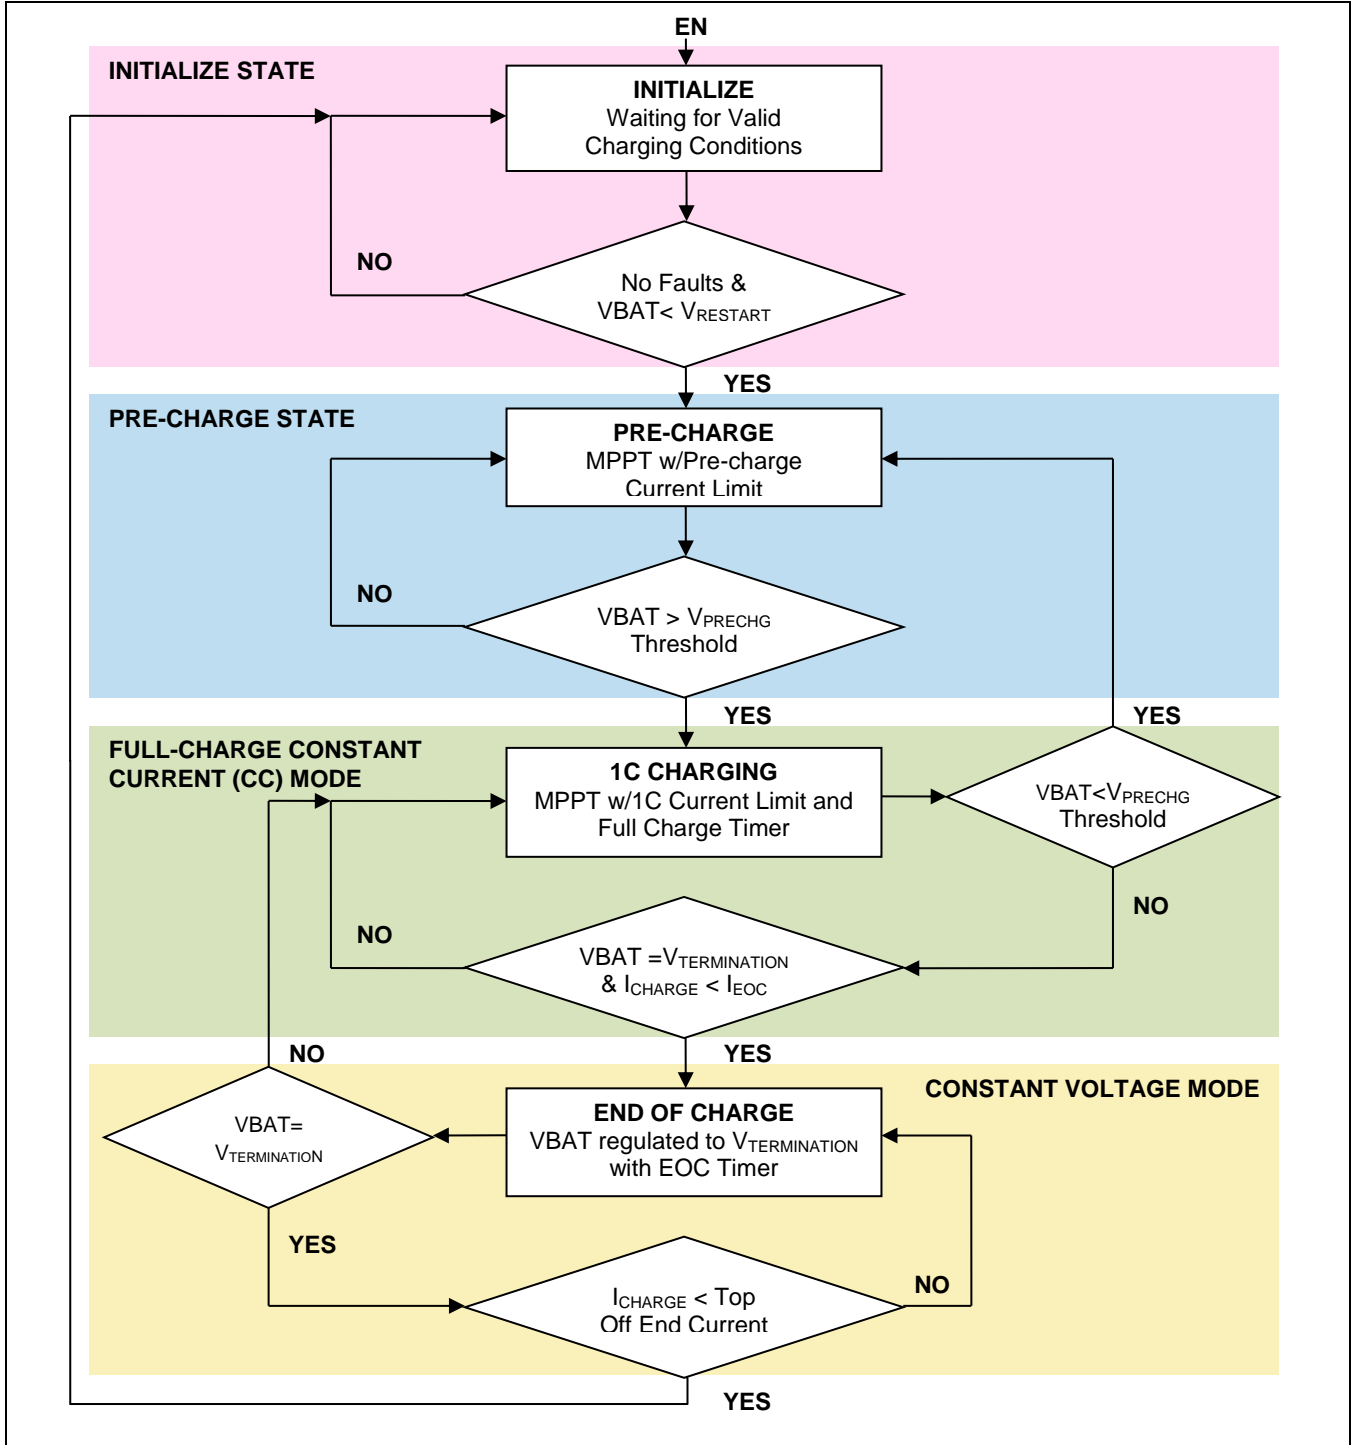 EN
INITIALIZE STATE
INITIALIZE
Waiting for Valid
Charging Conditions
NO
No Faults &
VBAT< VRESTART
YES
PRE-CHARGE STATE
PRE-CHARGE
MPPT w/Pre-charge
Current Limit
NO
VBAT > VPRECHG
Threshold
YES
YES
FULL-CHARGE CONSTANT
CURRENT (CC) MODE
1C CHARGING
MPPT w/1C Current Limit and
Full Charge Timer
VBAT<VPRECHG
Threshold
NO
NO
VBAT =VTERMINATION
& ICHARGE < IEOC
NO
YES
CONSTANT VOLTAGE MODE
END OF CHARGE
VBAT regulated to VTERMINATION
with EOC Timer
VBAT=
VTERMINATION
YES
ICHARGE < Top
Off End Current
NO
YES